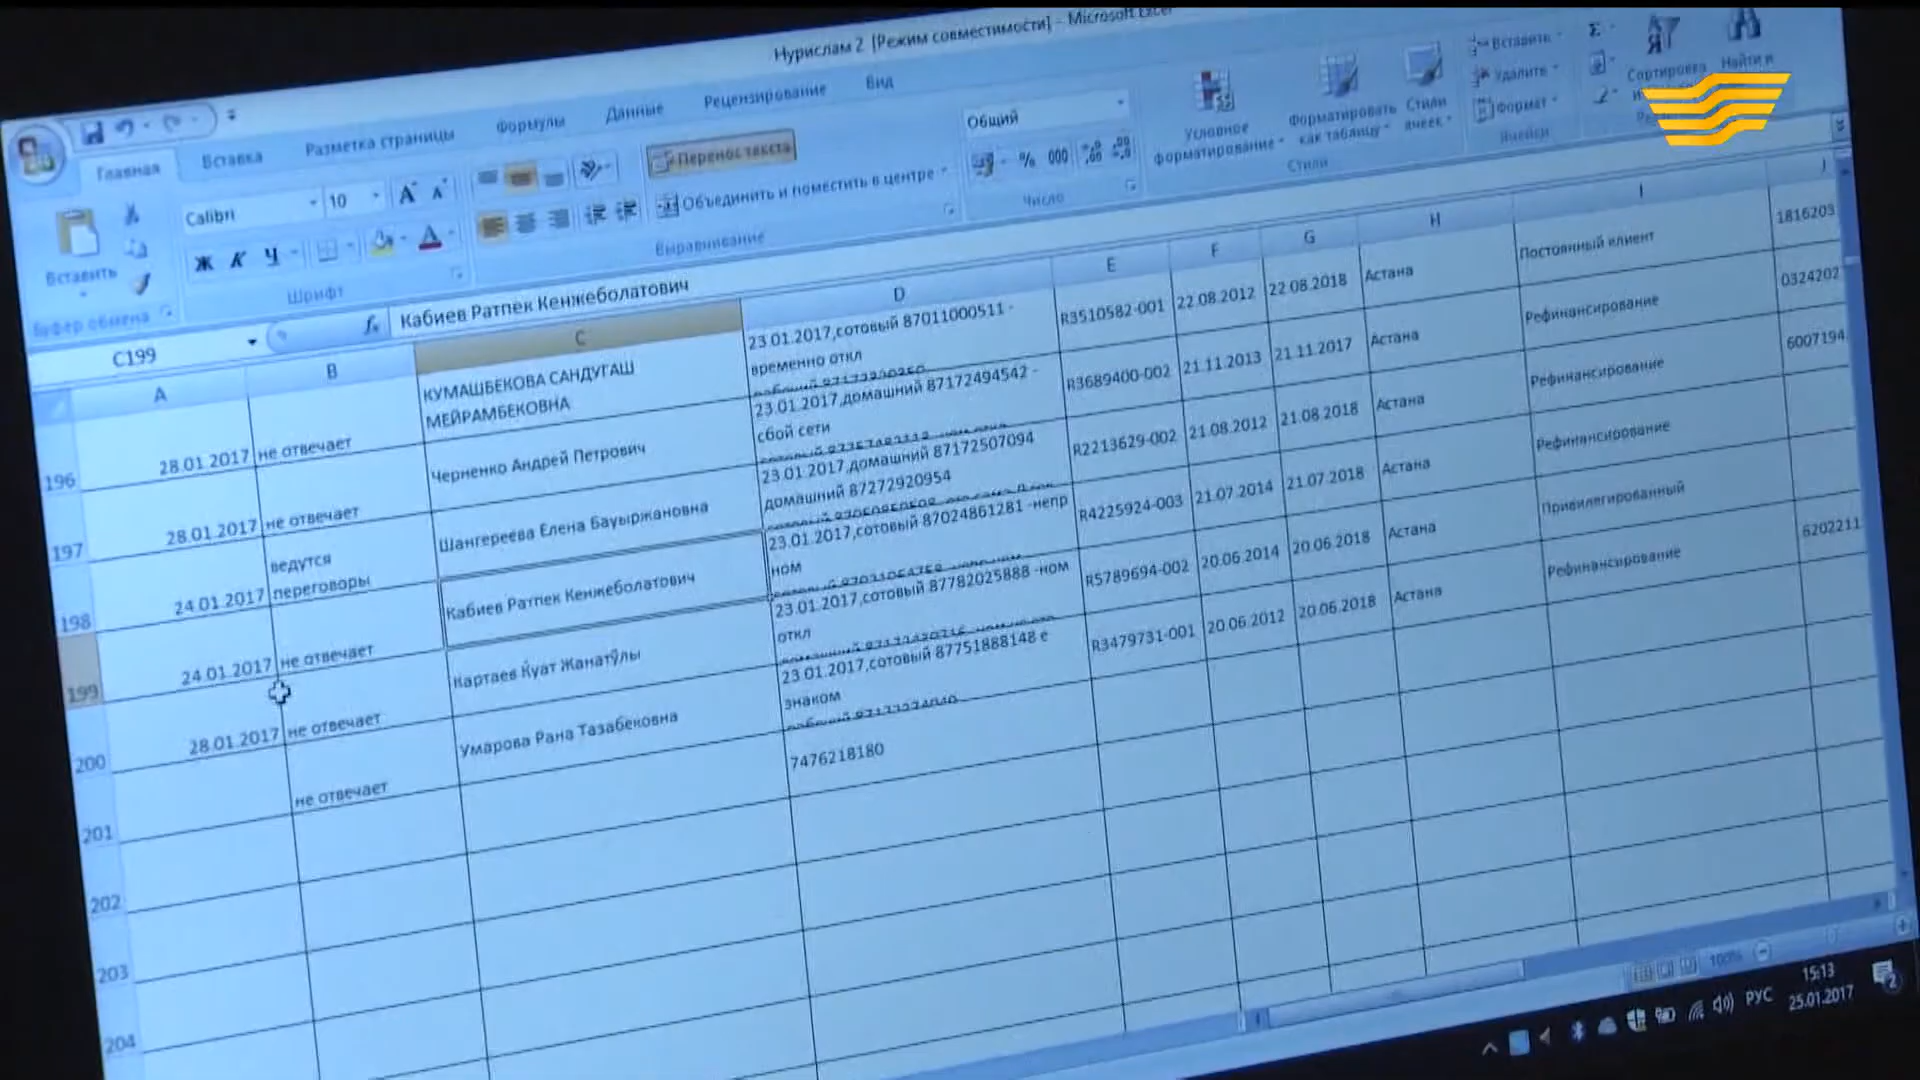 Нурислам 2 [Режим совместимости] - Microsoft Excel
Главная Вставка Разметка страницы Формулы Данные Рецензирование Вид
Calibri 10
Перенос текста
Объединить и поместить в центре
Общий
% 000
Условное форматирование
Форматировать как таблицу
Стили ячеек
Вставить
Удалить
Формат
Сортировка
Найти и
Вставить
Ж К Ч
Буфер обмена
Шрифт
Выравнивание
Число
Стили
Ячейки
C199
fx
Кабиев Ратпек Кенжеболатович
A B C D E F G H I J
196 28.01.2017 не отвечает
КУМАШБЕКОВА САНДУГАШ
МЕЙРАМБЕКОВНА
23.01.2017,сотовый 87011000511 -
временно откл
R3510582-001 22.08.2012 22.08.2018 Астана Постоянный клиент 1816203
197 28.01.2017 не отвечает
Черненко Андрей Петрович
23.01.2017,домашний 87172494542 -
сбой сети
R3689400-002 21.11.2013 21.11.2017 Астана Рефинансирование 0324202
198 24.01.2017
ведутся
переговоры
Шангереева Елена Бауыржановна
23.01.2017,домашний 87172507094
домашний 87272920954
R2213629-002 21.08.2012 21.08.2018 Астана Рефинансирование 6007194
199 24.01.2017 не отвечает
Кабиев Ратпек Кенжеболатович
23.01.2017,сотовый 87024861281 -непр
ном
R4225924-003 21.07.2014 21.07.2018 Астана Рефинансирование
200 28.01.2017 не отвечает
Картаев Қуат Жанатұлы
23.01.2017,сотовый 87782025888 -ном
откл
R5789694-002 20.06.2014 20.06.2018 Астана Привилегированный
201 не отвечает
Умарова Рана Тазабековна
23 01.2017,сотовый 87751888148 е
знаком
R3479731-001 20.06.2012 20.06.2018 Астана Рефинансирование 6202211
7476218180
202
203
204
100%
РУС
15:13
25.01.2017
2